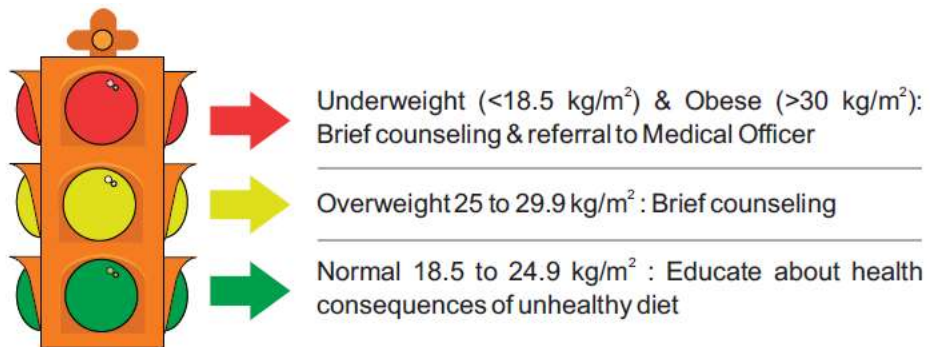 Underweight (<18.5 kg/m²) & Obese (>30 kg/m²):
Brief counseling & referral to Medical Officer
Overweight 25 to 29.9 kg/m² : Brief counseling
Normal 18.5 to 24.9 kg/m² : Educate about health
consequences of unhealthy diet